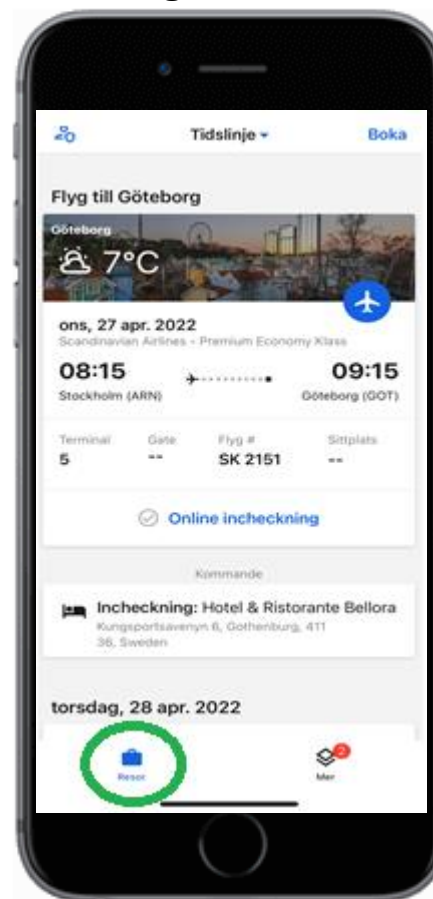 Tidslinje
Boka
Flyg till Göteborg
Göteborg
7°C
ons, 27 apr. 2022
Scandinavian Airlines - Premium Economy Klass
08:15
09:15
Stockholm (ARN)
Göteborg (GOT)
Terminal Gate Flyg # Sittplats
5 -- SK 2151 --
Online incheckning
Kommande
Incheckning: Hotel & Ristorante Bellora
Kungsportsavenyn 6, Gothenburg, 411
36, Sweden
torsdag, 28 apr. 2022
2
Resor
Mer